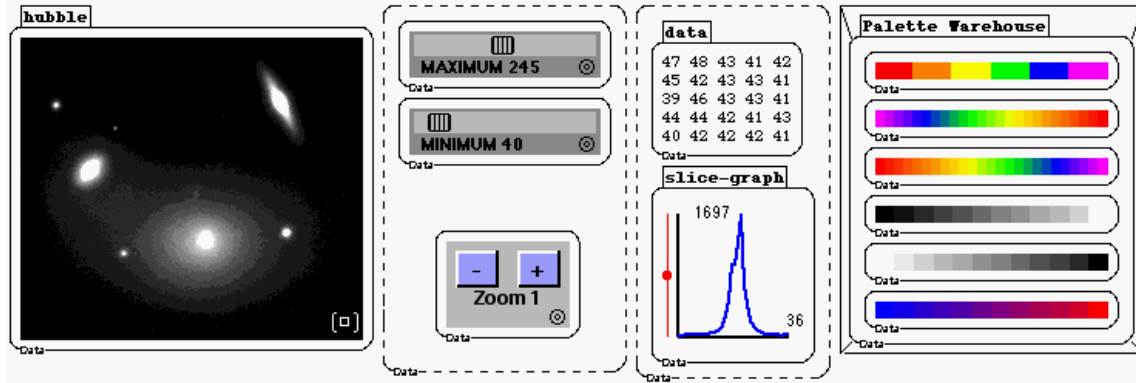 hubble
Data
MAXIMUM 245
Data
MINIMUM 40
Data
-
+
Zoom 1
Data
Data
data
47 48 43 41 42
45 42 43 43 41
39 46 43 43 41
44 44 42 41 43
40 42 42 42 41
Data
slice-graph
1697
36
Data
Data
Palette Warehouse
Data
Data
Data
Data
Data
Data